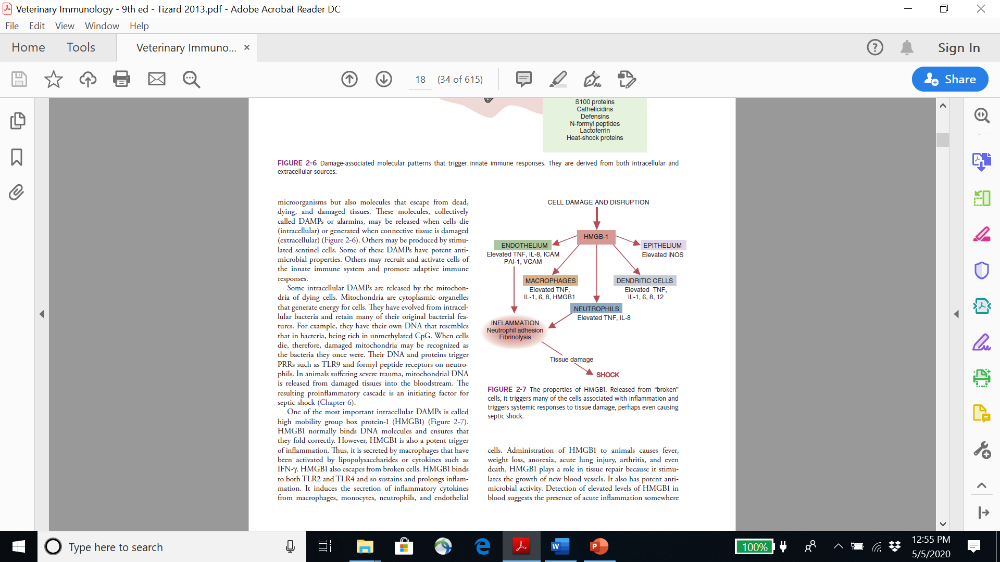 Veterinary Immunology - 9th ed - Tizard 2013.pdf - Adobe Acrobat Reader DC
File Edit View Window Help
Home Tools Veterinary Immuno... × Sign In
18 (34 of 615) Share
S100 proteins
Cathelicidins
Defensins
N-formyl peptides
Lactoferrin
Heat-shock proteins
FIGURE 2-6 Damage-associated molecular patterns that trigger innate immune responses. They are derived from both intracellular and
extracellular sources.
microorganisms but also molecules that escape from dead,
dying, and damaged tissues. These molecules, collectively
called DAMPs or alarmins, may be released when cells die
(intracellular) or generated when connective tissue is damaged
(extracellular) (Figure 2-6). Others may be produced by stimu-
lated sentinel cells. Some of these DAMPs have potent anti-
microbial properties. Others may recruit and activate cells of
the innate immune system and promote adaptive immune
responses.
Some intracellular DAMPs are released by the mitochon-
dria of dying cells. Mitochondria are cytoplasmic organelles
that generate energy for cells. They have evolved from intracel-
lular bacteria and retain many of their original bacterial fea-
tures. For example, they have their own DNA that resembles
that in bacteria, being rich in unmethylated CpG. When cells
die, therefore, damaged mitochondria may be recognized as
the bacteria they once were. Their DNA and proteins trigger
PRRs such as TLR9 and formyl peptide receptors on neutro-
phils. In animals suffering severe trauma, mitochondrial DNA
is released from damaged tissues into the bloodstream. The
resulting proinflammatory cascade is an initiating factor for
septic shock (Chapter 6).
One of the most important intracellular DAMPs is called
high mobility group box protein-1 (HMGB1) (Figure 2-7).
HMGB1 normally binds DNA molecules and ensures that
they fold correctly. However, HMGB1 is also a potent trigger
of inflammation. Thus, it is secreted by macrophages that have
been activated by lipopolysaccharides or cytokines such as
IFN-γ. HMGB1 also escapes from broken cells. HMGB1 binds
to both TLR2 and TLR4 and so sustains and prolongs inflam-
mation. It induces the secretion of inflammatory cytokines
from macrophages, monocytes, neutrophils, and endothelial
CELL DAMAGE AND DISRUPTION
HMGB-1
ENDOTHELIUM
Elevated TNF, IL-8, ICAM
PAI-1, VCAM
EPITHELIUM
Elevated iNOS
MACROPHAGES
Elevated TNF,
IL-1, 6, 8, HMGB1
DENDRITIC CELLS
Elevated TNF,
IL-1, 6, 8, 12
NEUTROPHILS
Elevated TNF, IL-8
INFLAMMATION
Neutrophil adhesion
Fibrinolysis
Tissue damage
SHOCK
FIGURE 2-7 The properties of HMGB1. Released from “broken”
cells, it triggers many of the cells associated with inflammation and
triggers systemic responses to tissue damage, perhaps even causing
septic shock.
cells. Administration of HMGB1 to animals causes fever,
weight loss, anorexia, acute lung injury, arthritis, and even
death. HMGB1 plays a role in tissue repair because it stimu-
lates the growth of new blood vessels. It also has potent anti-
microbial activity. Detection of elevated levels of HMGB1 in
blood suggests the presence of acute inflammation somewhere
Type here to search
100%
12:55 PM
5/5/2020